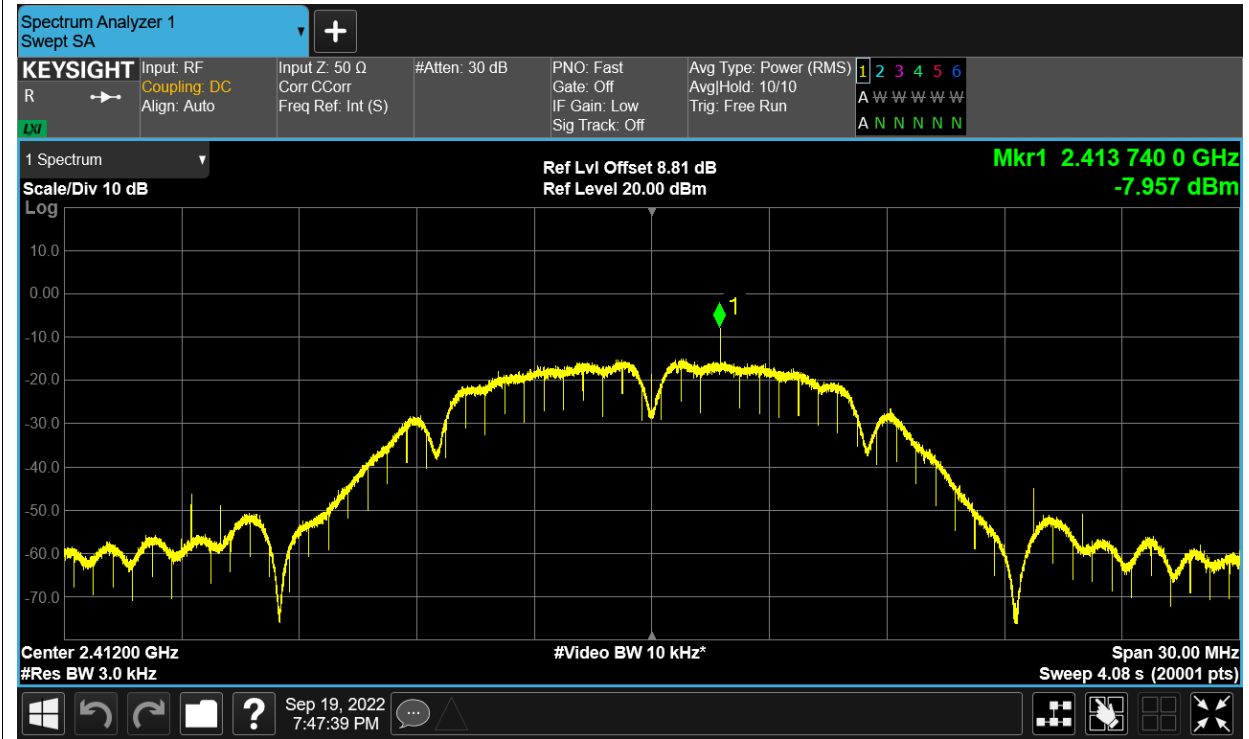 Spectrum Analyzer 1
Swept SA
KEYSIGHT
R
LXI
Input: RF
Coupling: DC
Align: Auto
Input Z: 50 Ω
Corr CCorr
Freq Ref: Int (S)
#Atten: 30 dB
PNO: Fast
Gate: Off
IF Gain: Low
Sig Track: Off
Avg Type: Power (RMS)
Avg|Hold: 10/10
Trig: Free Run
1 2 3 4 5 6
A W W W W W
A N N N N N
1 Spectrum
Scale/Div 10 dB
Log
Ref Lvl Offset 8.81 dB
Ref Level 20.00 dBm
Mkr1 2.413 740 0 GHz
-7.957 dBm
10.0
0.00
-10.0
-20.0
-30.0
-40.0
-50.0
-60.0
-70.0
1
Center 2.41200 GHz
#Res BW 3.0 kHz
#Video BW 10 kHz*
Span 30.00 MHz
Sweep 4.08 s (20001 pts)
?
Sep 19, 2022
7:47:39 PM